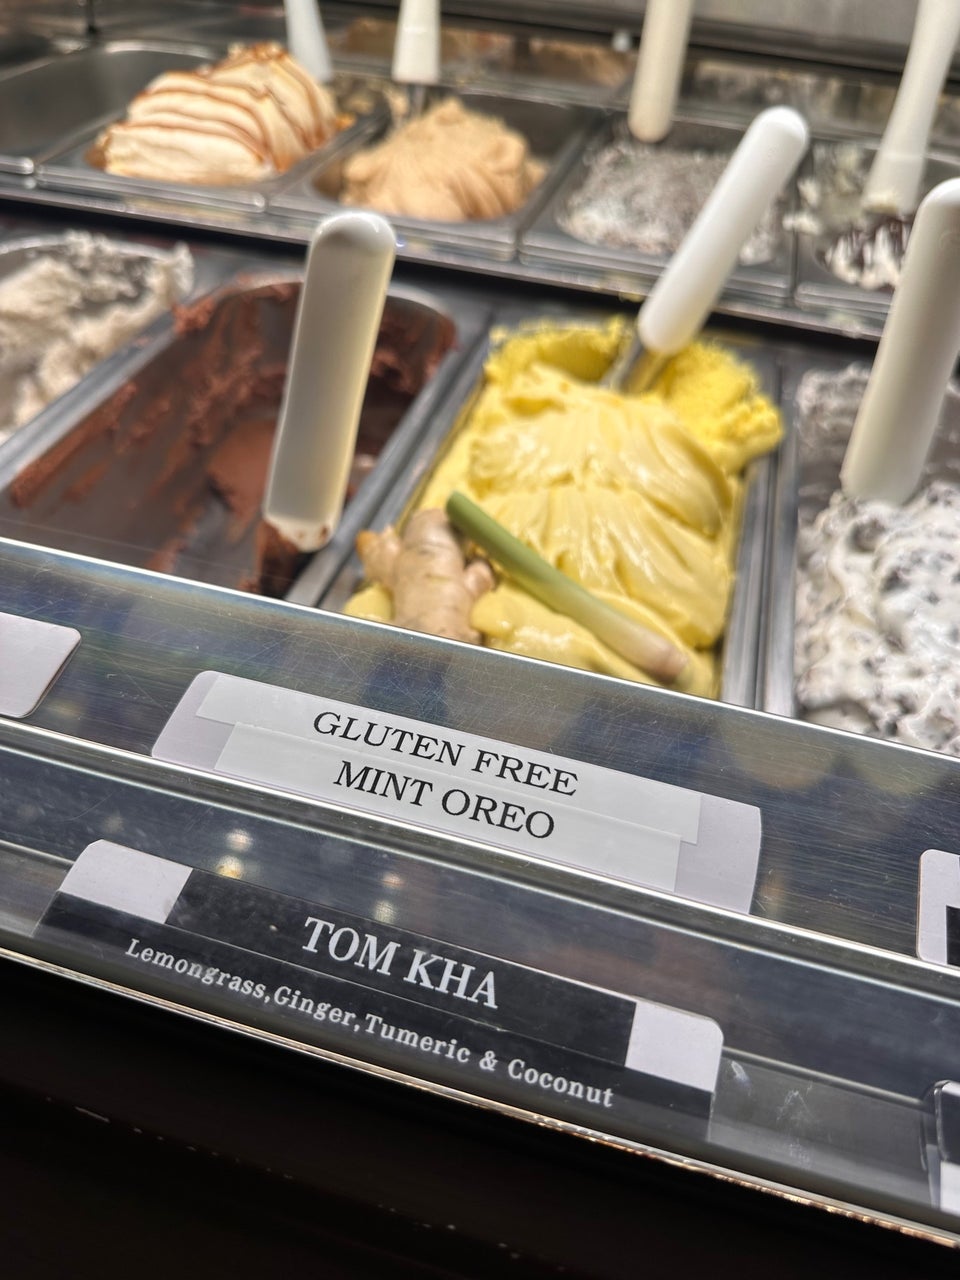 GLUTEN FREE
MINT OREO
TOM KHA
Lemongrass,Ginger,Tumeric & Coconut